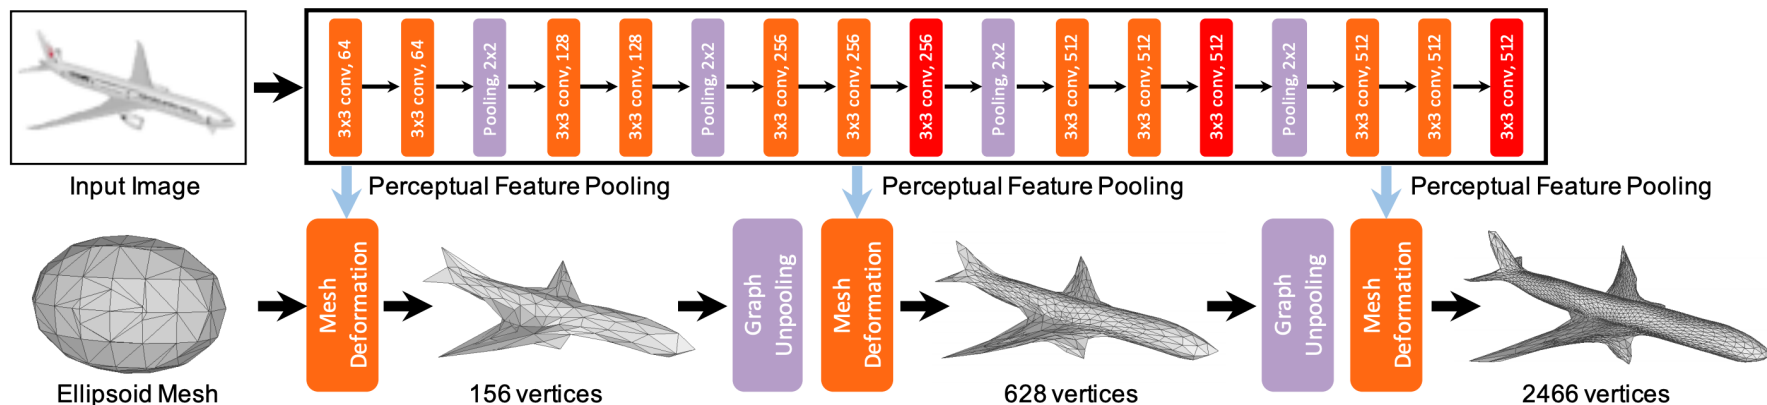 3x3 conv, 64
3x3 conv, 64
Pooling, 2x2
3x3 conv, 128
3x3 conv, 128
Pooling, 2x2
3x3 conv, 256
3x3 conv, 256
3x3 conv, 256
Pooling, 2x2
3x3 conv, 512
3x3 conv, 512
3x3 conv, 512
Pooling, 2x2
3x3 conv, 512
3x3 conv, 512
3x3 conv, 512
Input Image
Perceptual Feature Pooling
Perceptual Feature Pooling
Perceptual Feature Pooling
Mesh
Deformation
Graph
Unpooling
Mesh
Deformation
Graph
Unpooling
Mesh
Deformation
Ellipsoid Mesh
156 vertices
628 vertices
2466 vertices